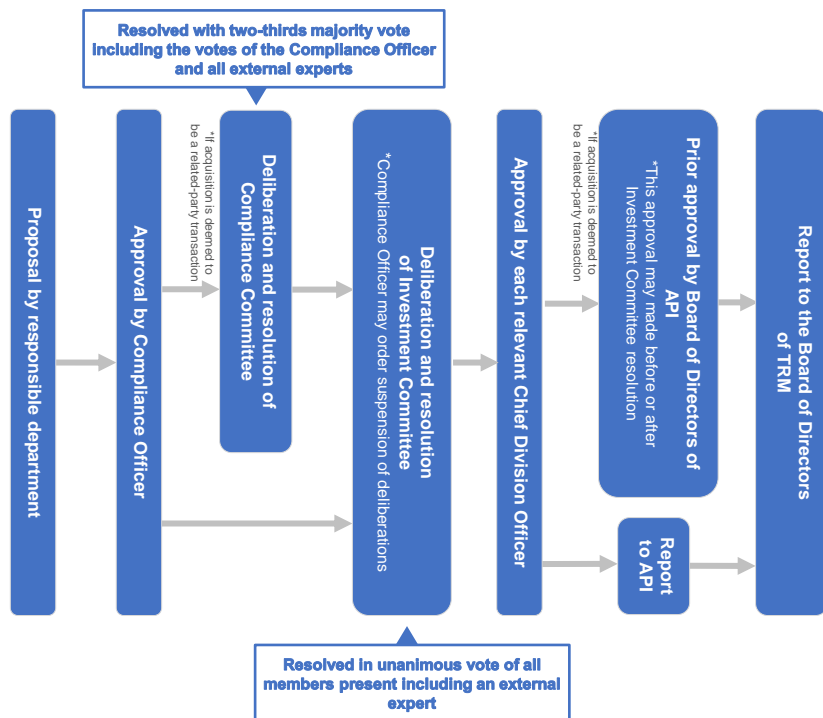 Resolved with two-thirds majority vote
including the votes of the Compliance Officer
and all external experts
Proposal by responsible department
Approval by Compliance Officer
*If acquisition is deemed to
be a related-party transaction
Deliberation and resolution of
Compliance Committee
Deliberation and resolution
of Investment Committee
*Compliance Officer may order suspension of deliberations
Approval by each relevant Chief Division Officer
*If acquisition is deemed to
be a related-party transaction
Prior approval by Board of Directors of
API
*This approval may made before or after
Investment Committee resolution
Report
to API
Report to the Board of Directors
of TRM
Resolved in unanimous vote of all
members present including an external
expert